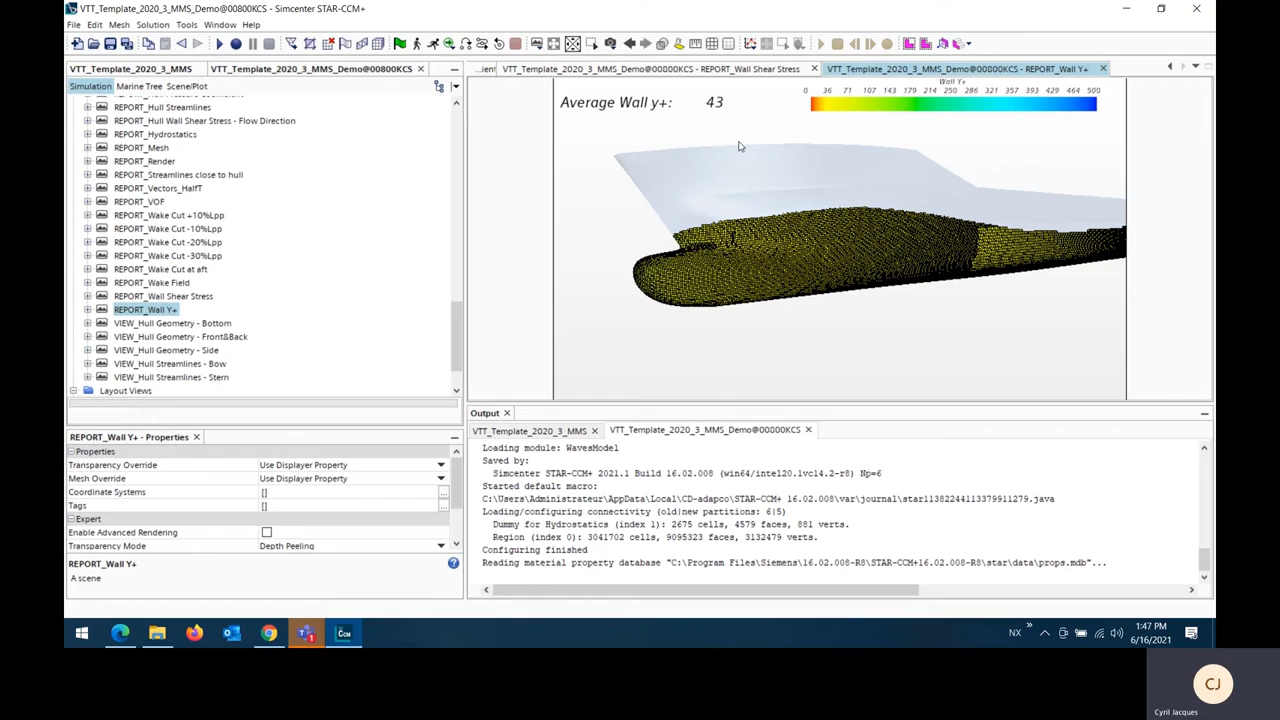 VTT_Template_2020_3_MMS_Demo@00800KCS - Simcenter STAR-CCM+
File Edit Mesh Solution Tools Window Help
VTT_Template_2020_3_MMS
VTT_Template_2020_3_MMS_Demo@00800KCS
Simulation Marine Tree Scene/Plot
REPORT_Hull Streamlines
REPORT_Hull Wall Shear Stress - Flow Direction
REPORT_Hydrostatics
REPORT_Mesh
REPORT_Render
REPORT_Streamlines close to hull
REPORT_Vectors_HalfT
REPORT_VOF
REPORT_Wake Cut +10%Lpp
REPORT_Wake Cut -10%Lpp
REPORT_Wake Cut -20%Lpp
REPORT_Wake Cut -30%Lpp
REPORT_Wake Cut at aft
REPORT_Wake Field
REPORT_Wall Shear Stress
REPORT_Wall Y+
VIEW_Hull Geometry - Bottom
VIEW_Hull Geometry - Front&Back
VIEW_Hull Geometry - Side
VIEW_Hull Streamlines - Bow
VIEW_Hull Streamlines - Stern
Layout Views
REPORT_Wall Y+ - Properties
Properties
Transparency Override Use Displayer Property
Mesh Override Use Displayer Property
Coordinate Systems []
Tags []
Expert
Enable Advanced Rendering
Transparency Mode Depth Peeling
REPORT_Wall Y+
A scene
...ient
VTT_Template_2020_3_MMS_Demo@00800KCS - REPORT_Wall Shear Stress
VTT_Template_2020_3_MMS_Demo@00800KCS - REPORT_Wall Y+
Average Wall y+: 43
Wall Y+
0 36 71 107 143 179 214 250 286 321 357 393 429 464 500
Output
VTT_Template_2020_3_MMS
VTT_Template_2020_3_MMS_Demo@00800KCS
Loading module: WavesModel
Saved by:
Simcenter STAR-CCM+ 2021.1 Build 16.02.008 (win64/intel20.1vc14.2-r8) Np=6
Started default macro:
C:\Users\Administrateur\AppData\Local\CD-adapco\STAR-CCM+ 16.02.008\var\journal\star11382244113379911279.java
Loading/configuring connectivity (old|new partitions: 6|5)
Dummy for Hydrostatics (index 1): 2675 cells, 4579 faces, 881 verts.
Region (index 0): 3041702 cells, 9095323 faces, 3132479 verts.
Configuring finished
Reading material property database "C:\Program Files\Siemens\16.02.008-R8\STAR-CCM+16.02.008-R8\star\data\props.mdb"...
NX
1:47 PM
6/16/2021
CJ
Cyril Jacques